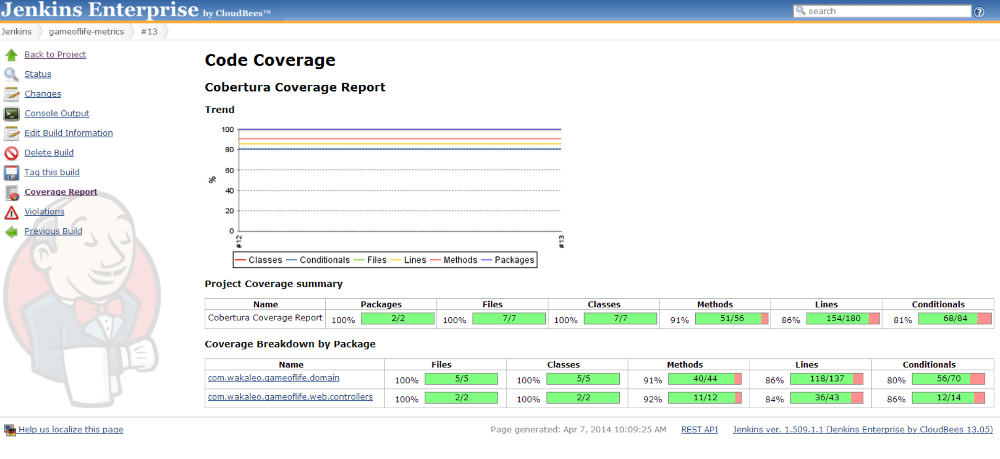 Jenkins Enterprise by CloudBees™
search
Jenkins gameoflife-metrics #13
Back to Project
Status
Changes
Console Output
Edit Build Information
Delete Build
Tag this build
Coverage Report
Violations
Previous Build
Code Coverage
Cobertura Coverage Report
Trend
100
80
60
40
20
0
%
#12 #13
Classes Conditionals Files Lines Methods Packages
Project Coverage summary
Name Packages Files Classes Methods Lines Conditionals
Cobertura Coverage Report 100% 2/2 100% 7/7 100% 7/7 91% 51/56 86% 154/180 81% 68/84
Coverage Breakdown by Package
Name Files Classes Methods Lines Conditionals
com.wakaleo.gameoflife.domain 100% 5/5 100% 5/5 91% 40/44 86% 118/137 80% 56/70
com.wakaleo.gameoflife.web.controllers 100% 2/2 100% 2/2 92% 11/12 84% 36/43 86% 12/14
Help us localize this page Page generated: Apr 7, 2014 10:09:25 AM REST API Jenkins ver. 1.509.1.1 (Jenkins Enterprise by CloudBees 13.05)